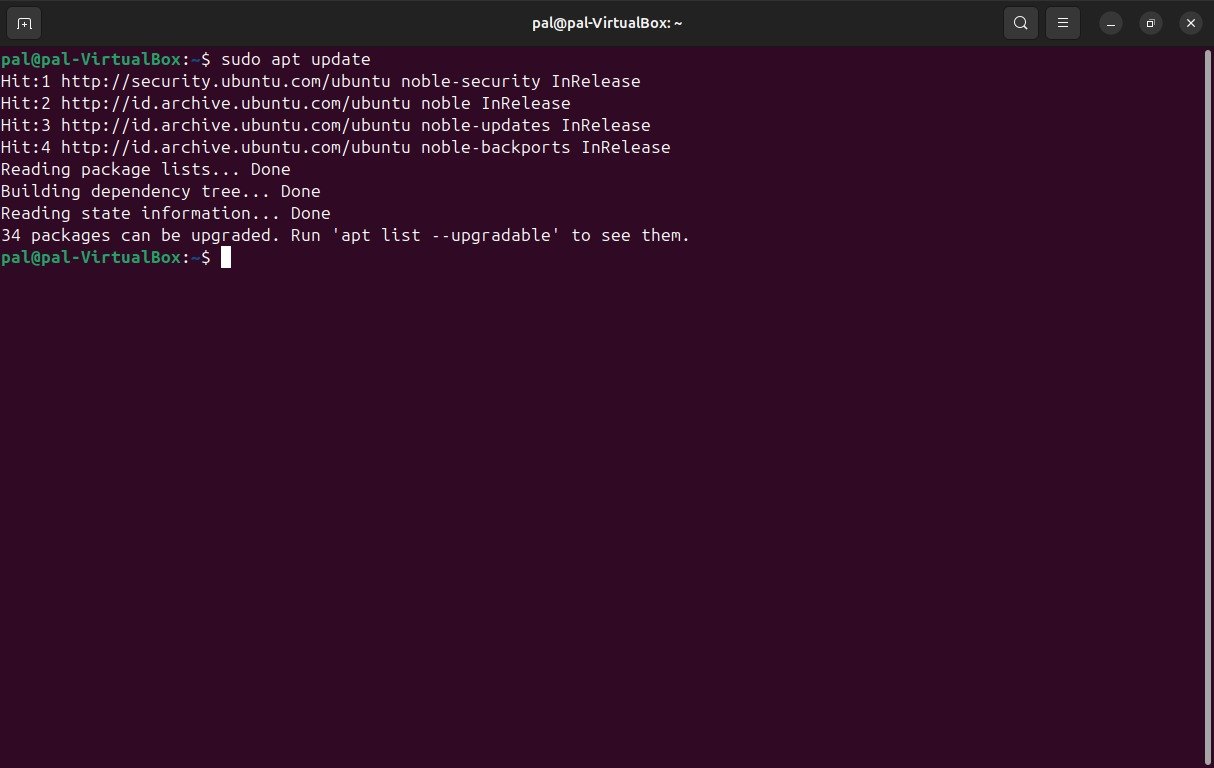 pal@pal-VirtualBox: ~
pal@pal-VirtualBox:~$ sudo apt update
Hit:1 http://security.ubuntu.com/ubuntu noble-security InRelease
Hit:2 http://id.archive.ubuntu.com/ubuntu noble InRelease
Hit:3 http://id.archive.ubuntu.com/ubuntu noble-updates InRelease
Hit:4 http://id.archive.ubuntu.com/ubuntu noble-backports InRelease
Reading package lists... Done
Building dependency tree... Done
Reading state information... Done
34 packages can be upgraded. Run 'apt list --upgradable' to see them.
pal@pal-VirtualBox:~$